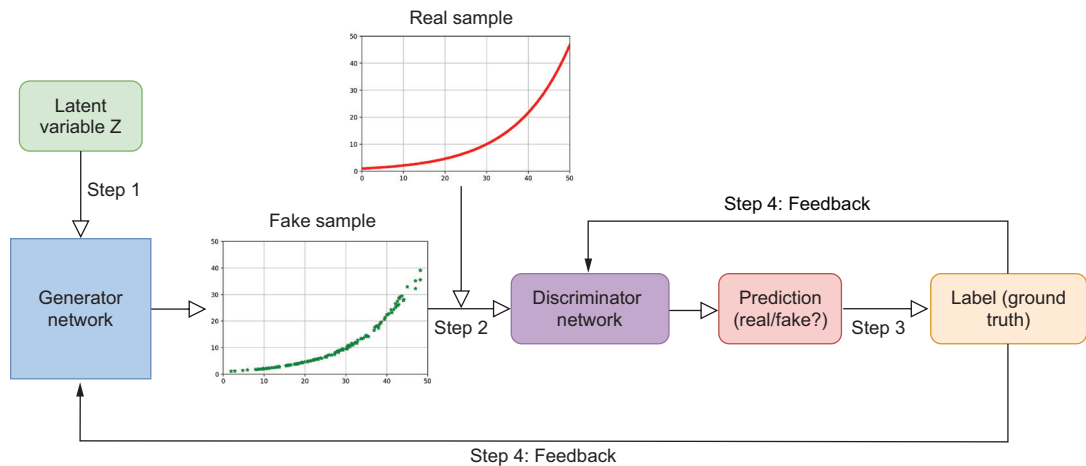 Real sample
50
40
30
20
10
0
0 10 20 30 40 50
Latent
variable Z
Step 1
Fake sample
50
40
30
20
10
0
0 10 20 30 40 50
Generator
network
Step 2
Discriminator
network
Prediction
(real/fake?)
Step 3
Label (ground
truth)
Step 4: Feedback
Step 4: Feedback